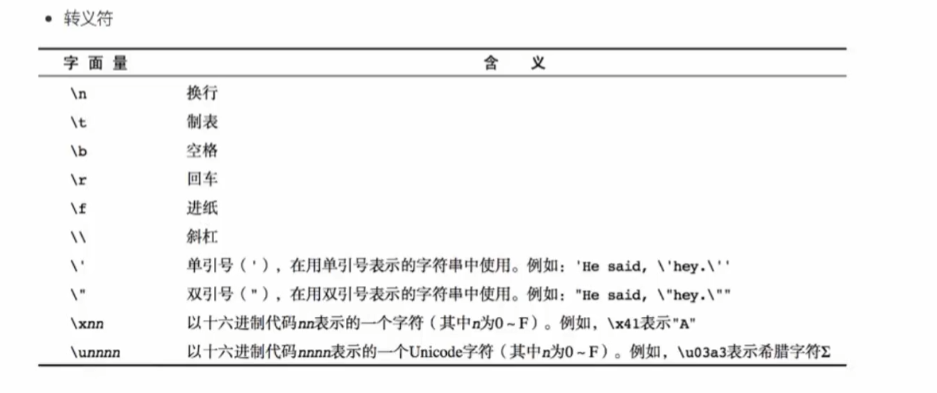 • 转义符
字 面 量 含 义
\n 换行
\t 制表
\b 空格
\r 回车
\f 进纸
\\ 斜杠
\' 单引号（'），在用单引号表示的字符串中使用。例如：'He said, \'hey.\''
\" 双引号（"），在用双引号表示的字符串中使用。例如："He said, \"hey.\""
\xnn 以十六进制代码nn表示的一个字符（其中n为0～F）。例如，\x41表示"A"
\unnnn 以十六进制代码nnnn表示的一个Unicode字符（其中n为0～F）。例如，\u03a3表示希腊字符Σ